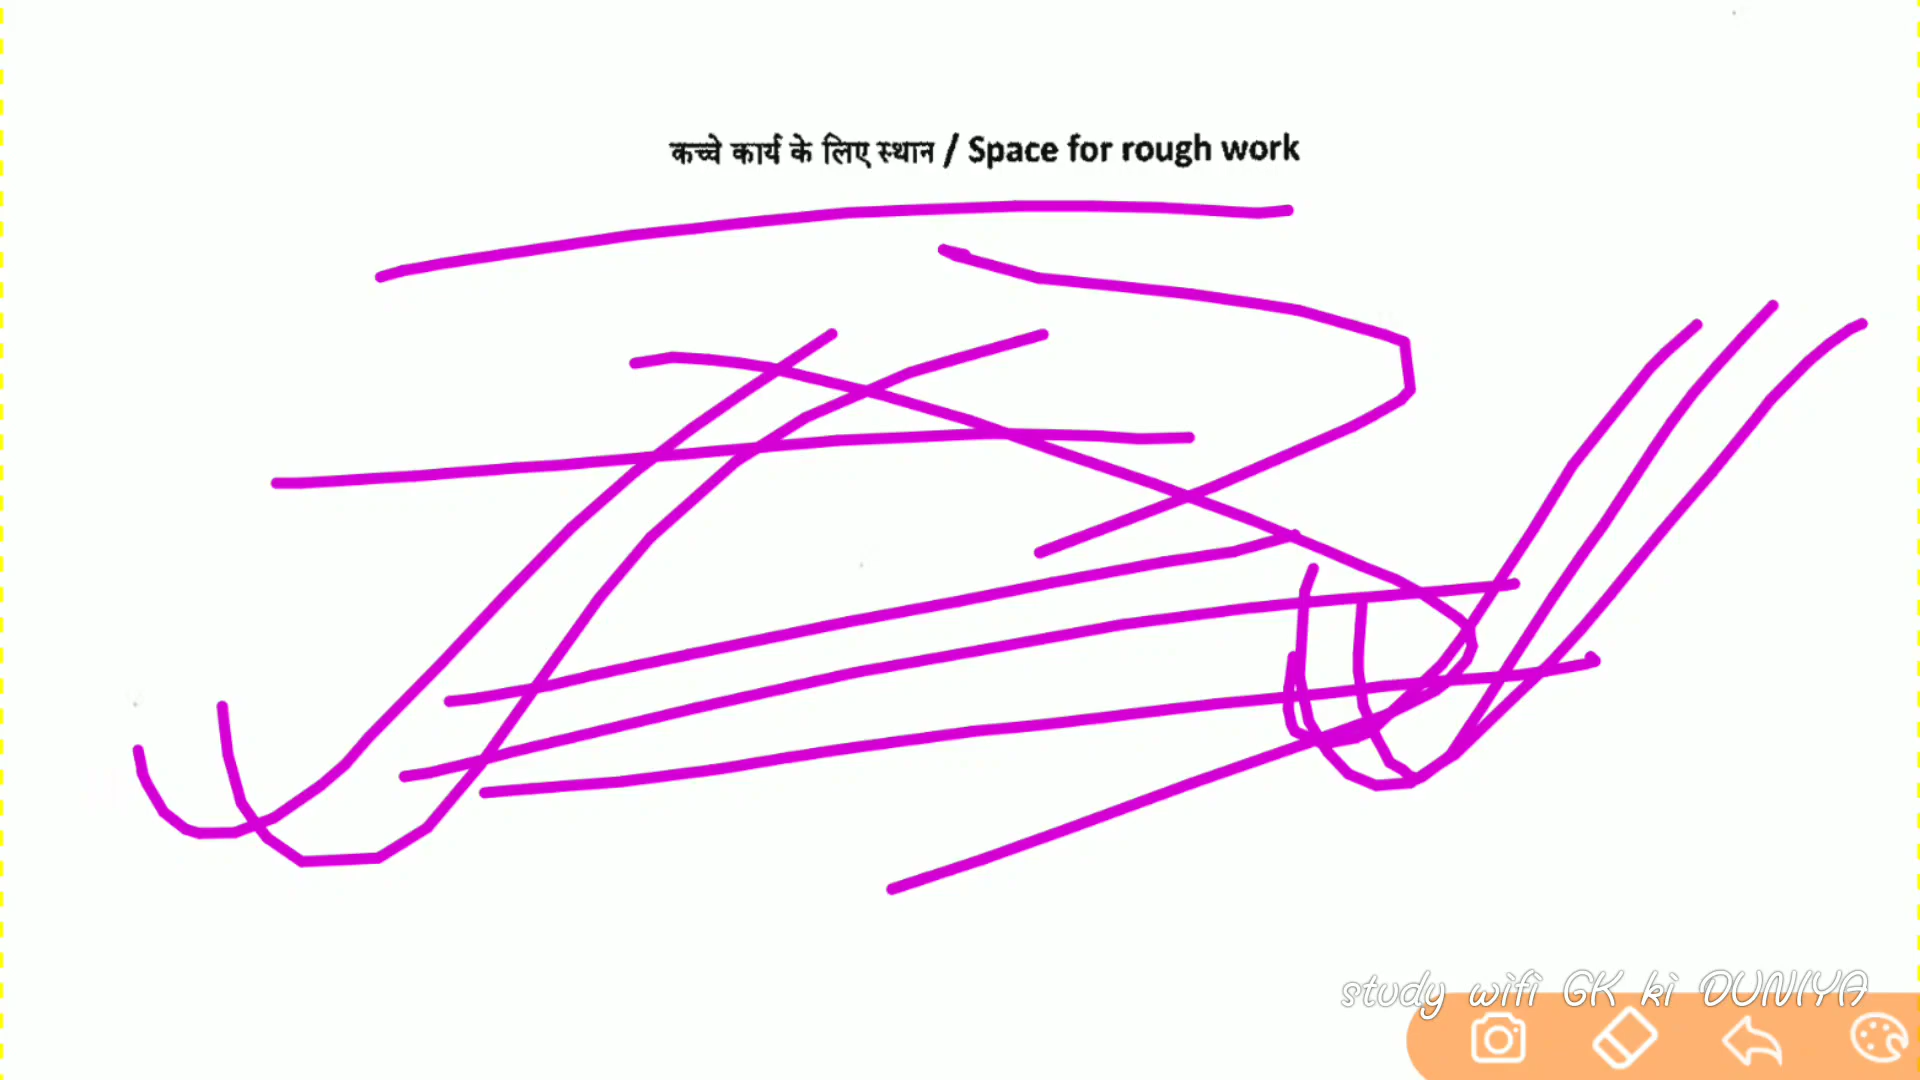 कच्चे कार्य के लिए स्थान / Space for rough work
study wifi GK ki DUNIYA